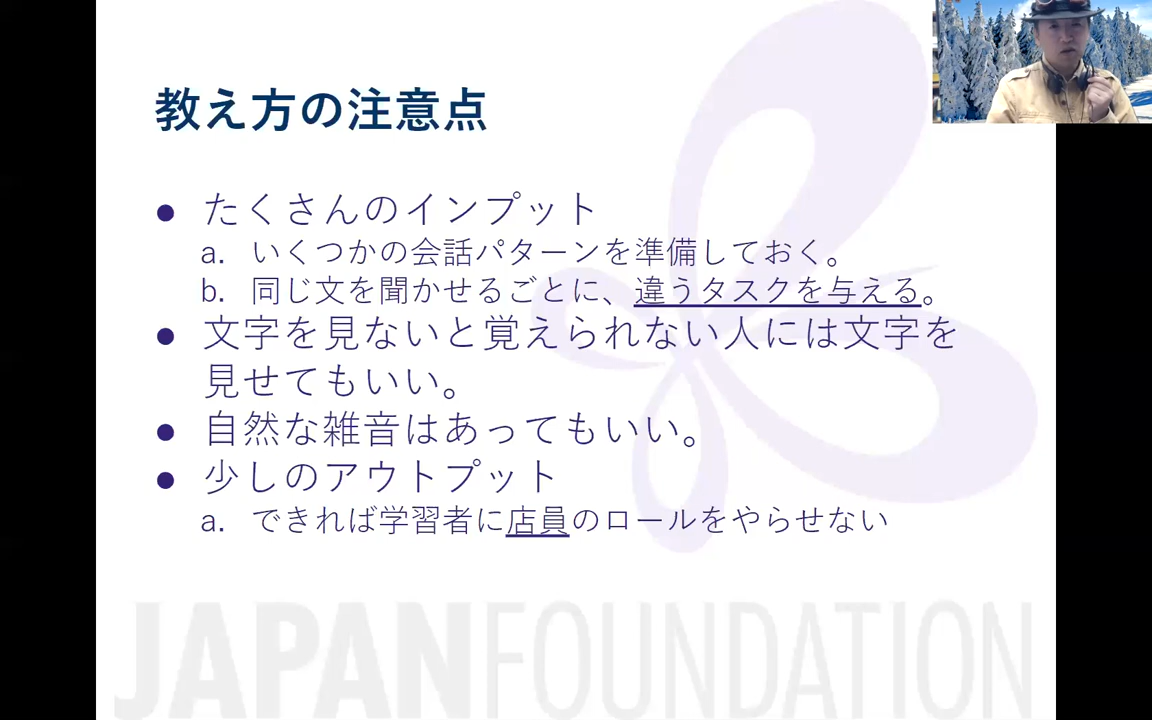 教え方の注意点
● たくさんのインプット
a. いくつかの会話パターンを準備しておく。
b. 同じ文を聞かせるごとに、違うタスクを与える。
● 文字を見ないと覚えられない人には文字を
見せてもいい。
● 自然な雑音はあってもいい。
● 少しのアウトプット
a. できれば学習者に店員のロールをやらせない
JAPANFOUNDATION